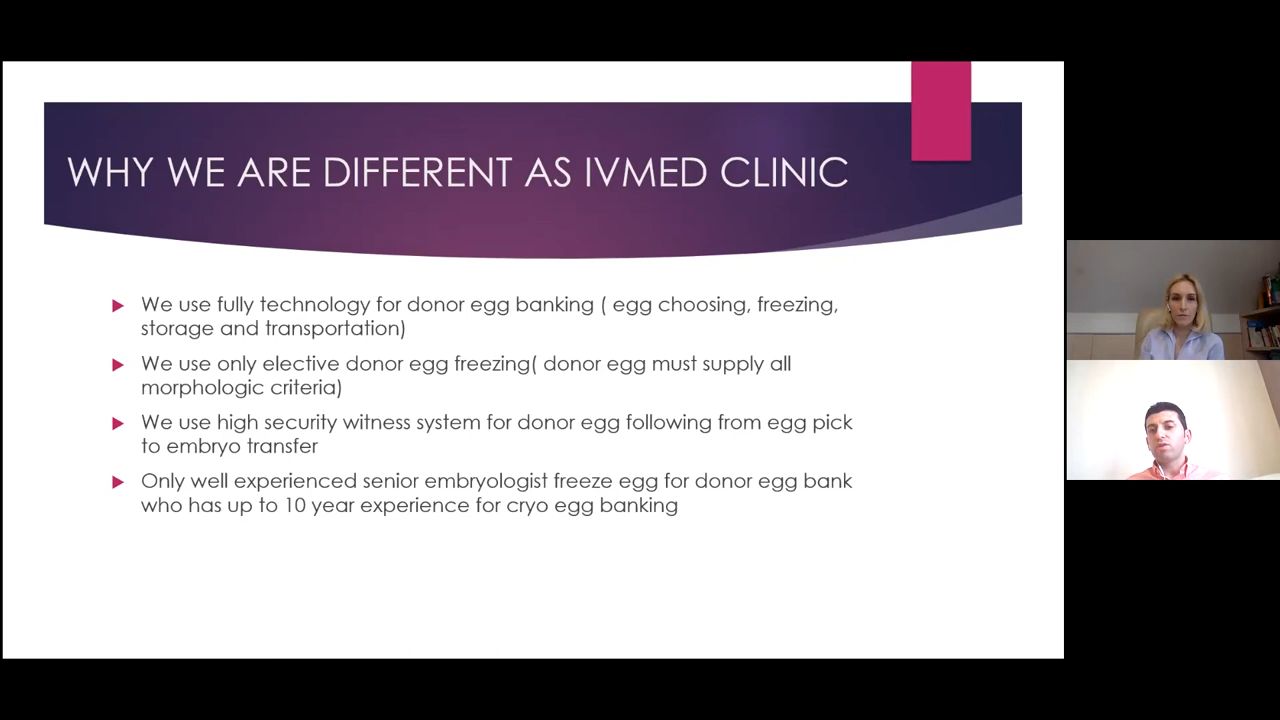 WHY WE ARE DIFFERENT AS IVMED CLINIC
We use fully technology for donor egg banking ( egg choosing, freezing,
storage and transportation)
We use only elective donor egg freezing( donor egg must supply all
morphologic criteria)
We use high security witness system for donor egg following from egg pick
to embryo transfer
Only well experienced senior embryologist freeze egg for donor egg bank
who has up to 10 year experience for cryo egg banking